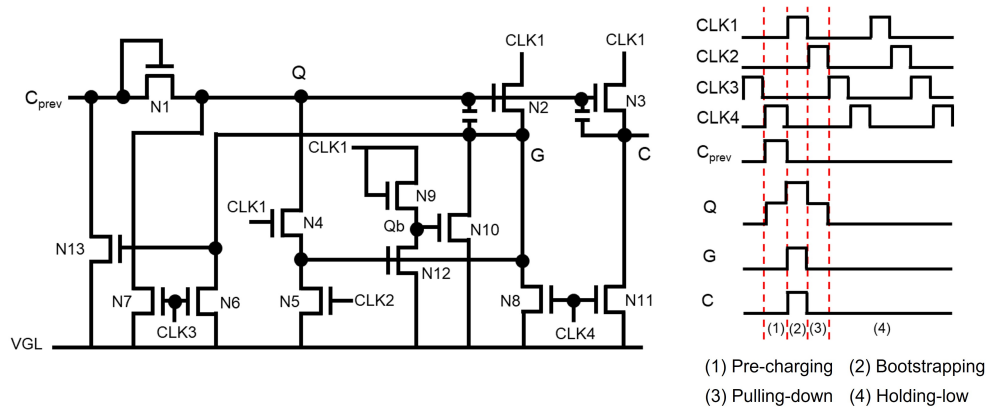 CLK1
CLK1
Q
C_prev
N1
N2
N3
CLK1
G
C
N9
CLK1
N4
Qb
N10
N13
N12
N7
N6
N5
CLK2
N8
N11
CLK3
CLK4
VGL
CLK1
CLK2
CLK3
CLK4
C_prev
Q
G
C
(1) (2) (3) (4)
(1) Pre-charging (2) Bootstrapping
(3) Pulling-down (4) Holding-low